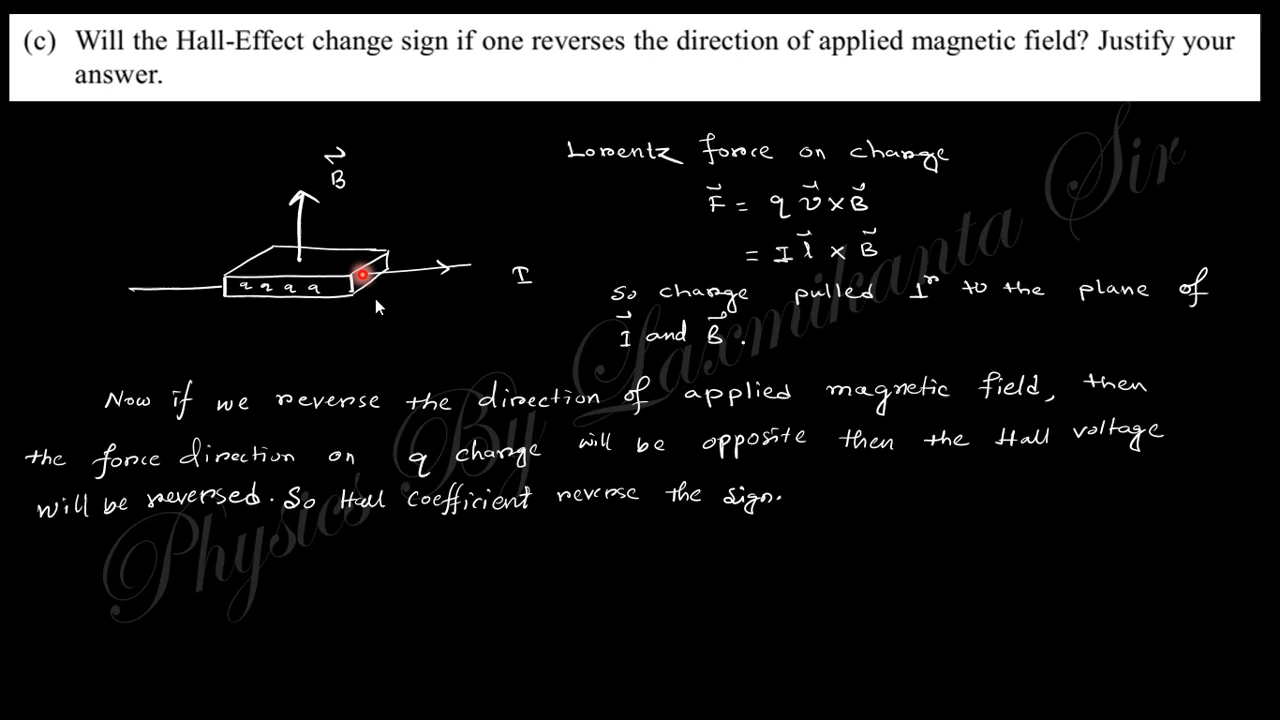 (c) Will the Hall-Effect change sign if one reverses the direction of applied magnetic field? Justify your
answer.
B
I
q q q q
Lorentz force on charge
F = q v × B
= I l × B
So charge pulled ⊥r to the plane of
I and B.
Now if we reverse the direction of applied magnetic field, then
the force direction on q charge will be opposite then the Hall voltage
will be reversed. So Hall coefficient reverse the sign.
Physics By Laxmikanta Sir